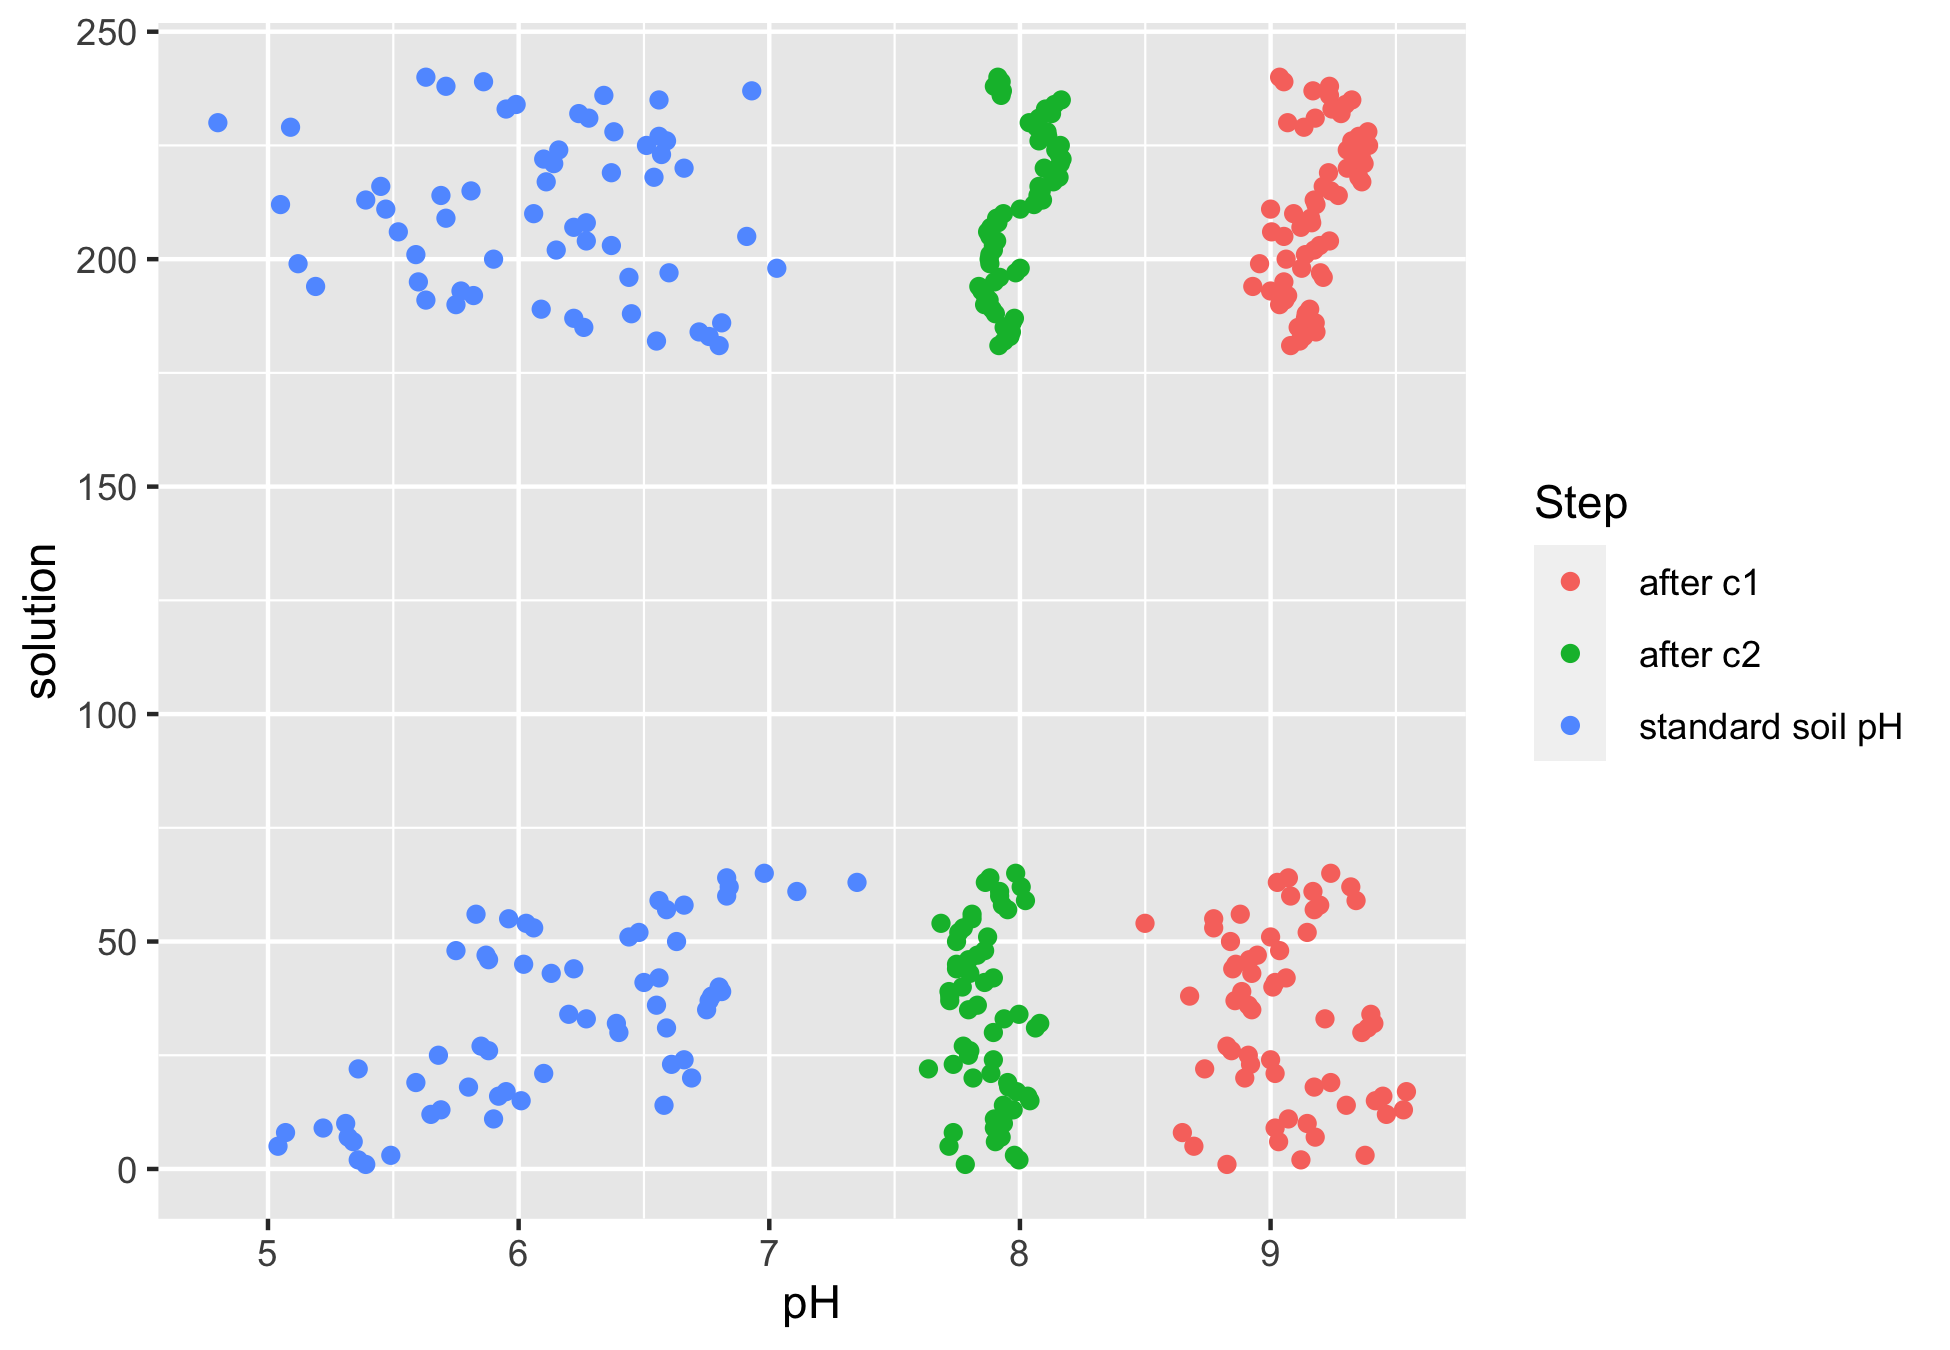 250
200
150
100
50
0
solution
5 6 7 8 9
pH
Step
after c1
after c2
standard soil pH